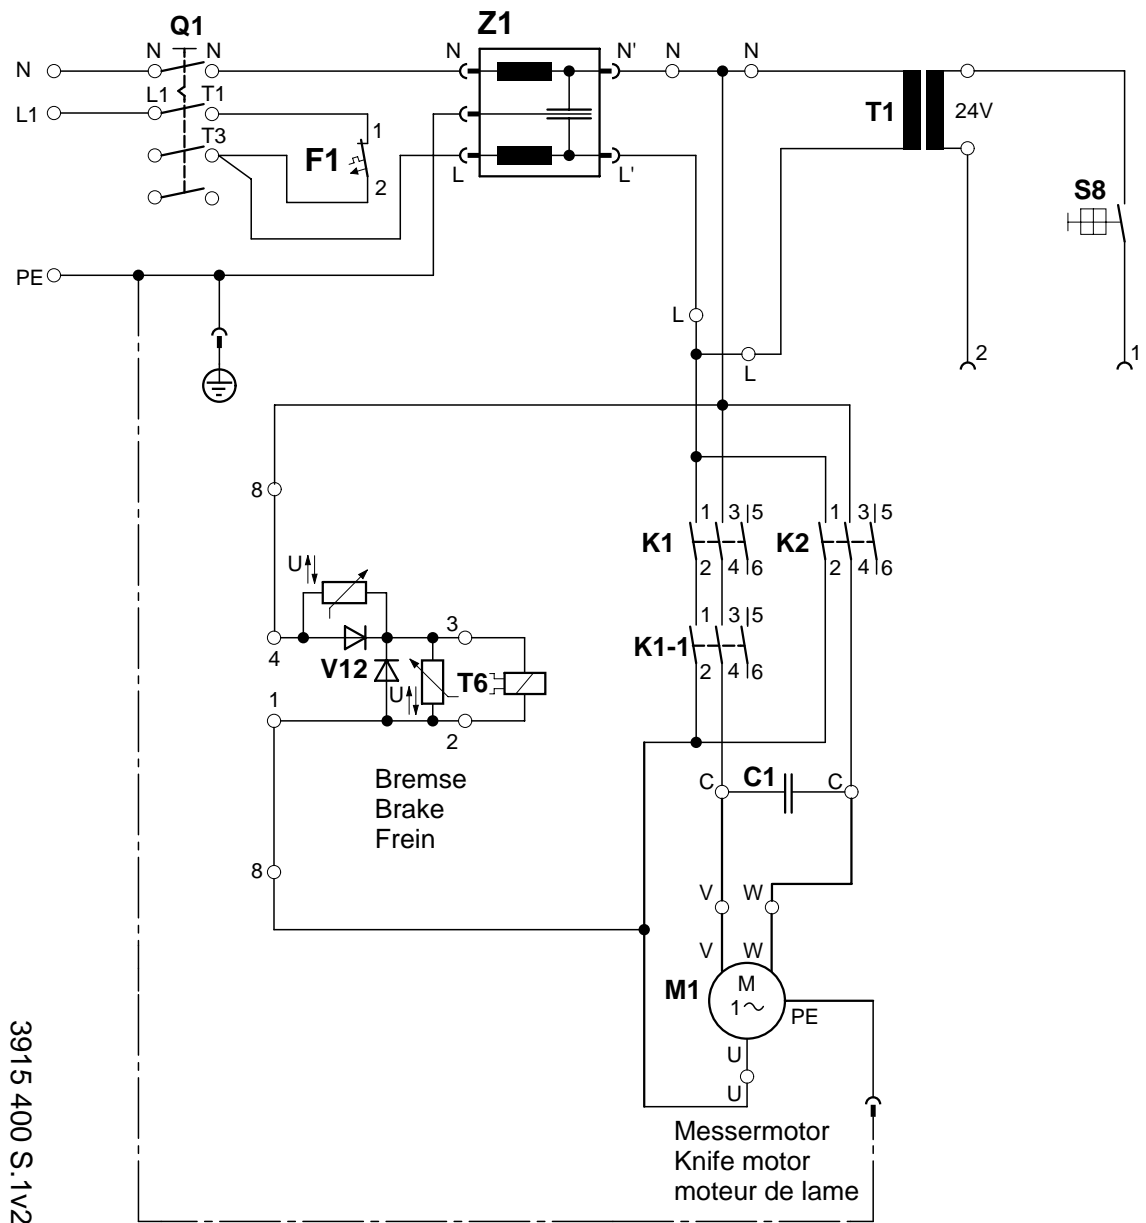 Q1
Z1
N
N
N
N
N'
N
N
L1
L1
T1
T3
F1
1
2
L
L'
T1
24V
S8
PE
L
L
2
1
8
K1
1
3
5
2
4
6
K2
1
3
5
2
4
6
U
4
V12
3
K1-1
1
3
5
2
4
6
U
T6
1
2
Bremse
Brake
Frein
C
C1
C
8
V
W
V
W
M1
M
1~
PE
U
U
Messermotor
Knife motor
moteur de lame
3915 400 S.1v2